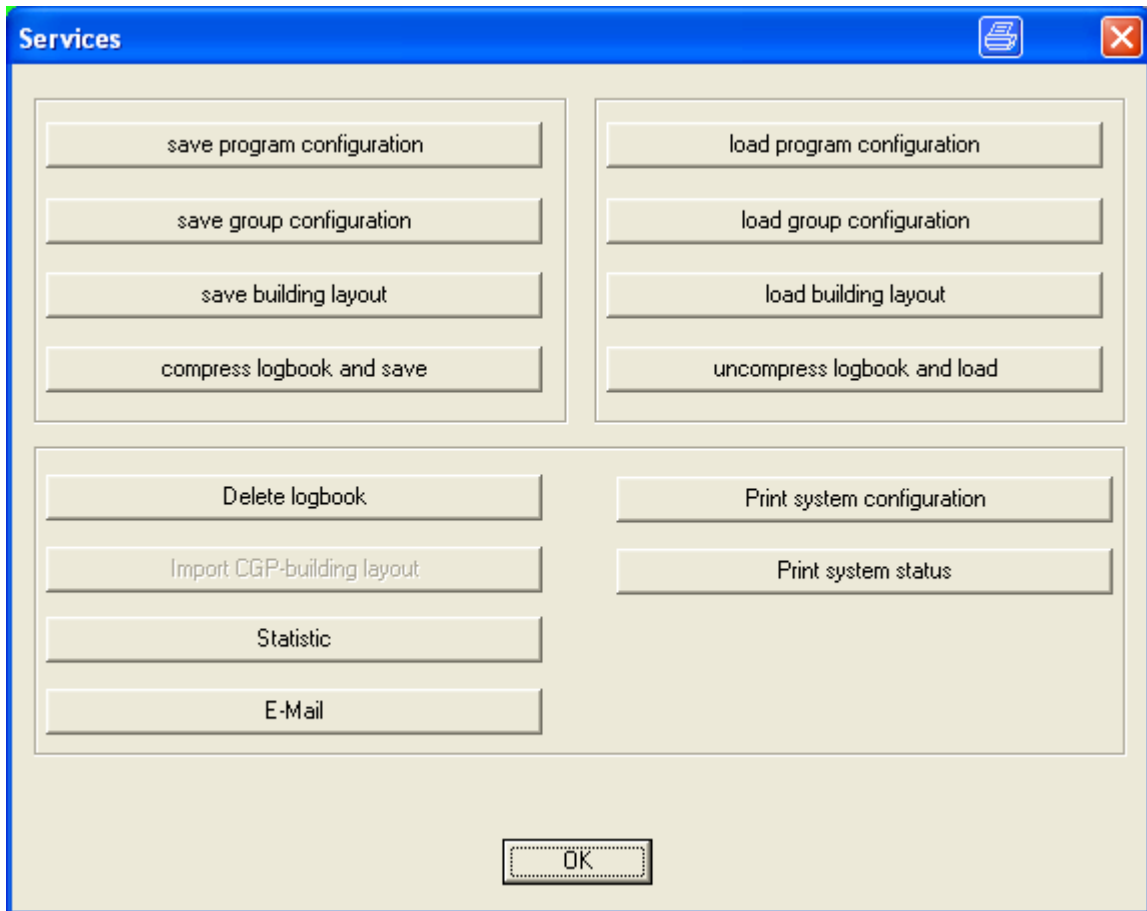 Services
save program configuration
load program configuration
save group configuration
load group configuration
save building layout
load building layout
compress logbook and save
uncompress logbook and load
Delete logbook
Print system configuration
Import CGP-building layout
Print system status
Statistic
E-Mail
OK